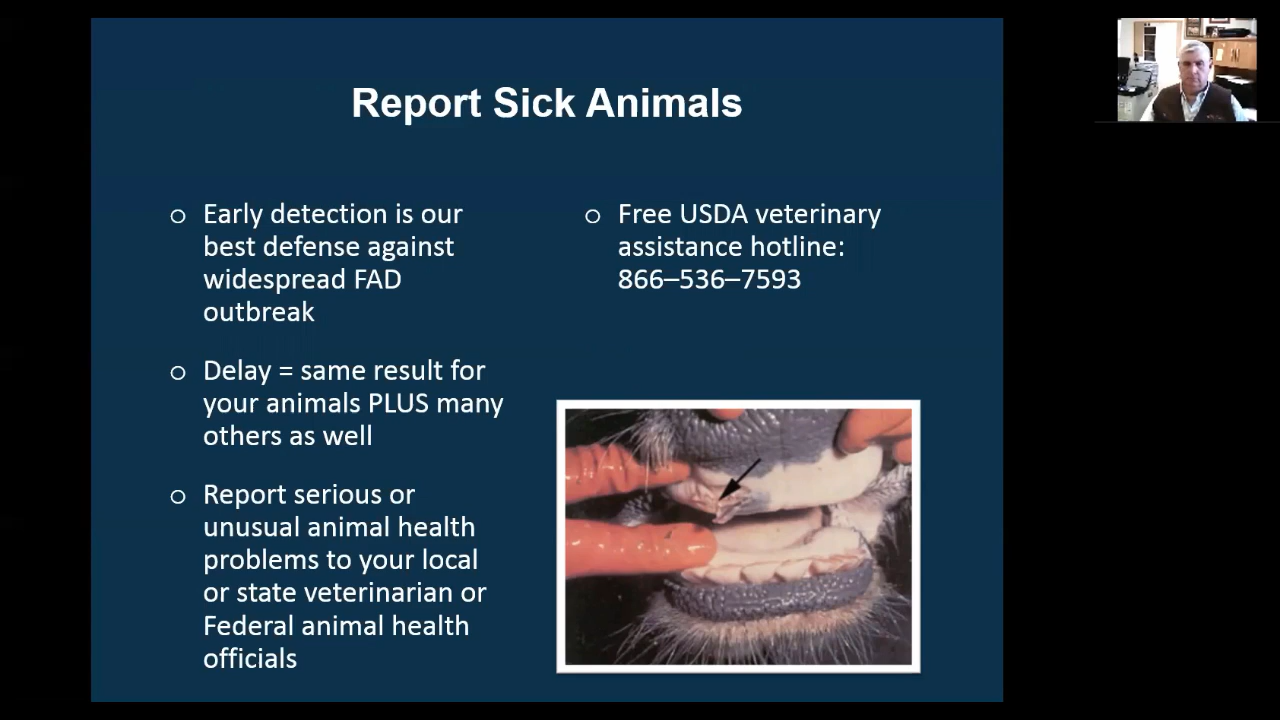 Report Sick Animals
Early detection is our
best defense against
widespread FAD
outbreak
Delay = same result for
your animals PLUS many
others as well
Report serious or
unusual animal health
problems to your local
or state veterinarian or
Federal animal health
officials
Free USDA veterinary
assistance hotline:
866–536–7593